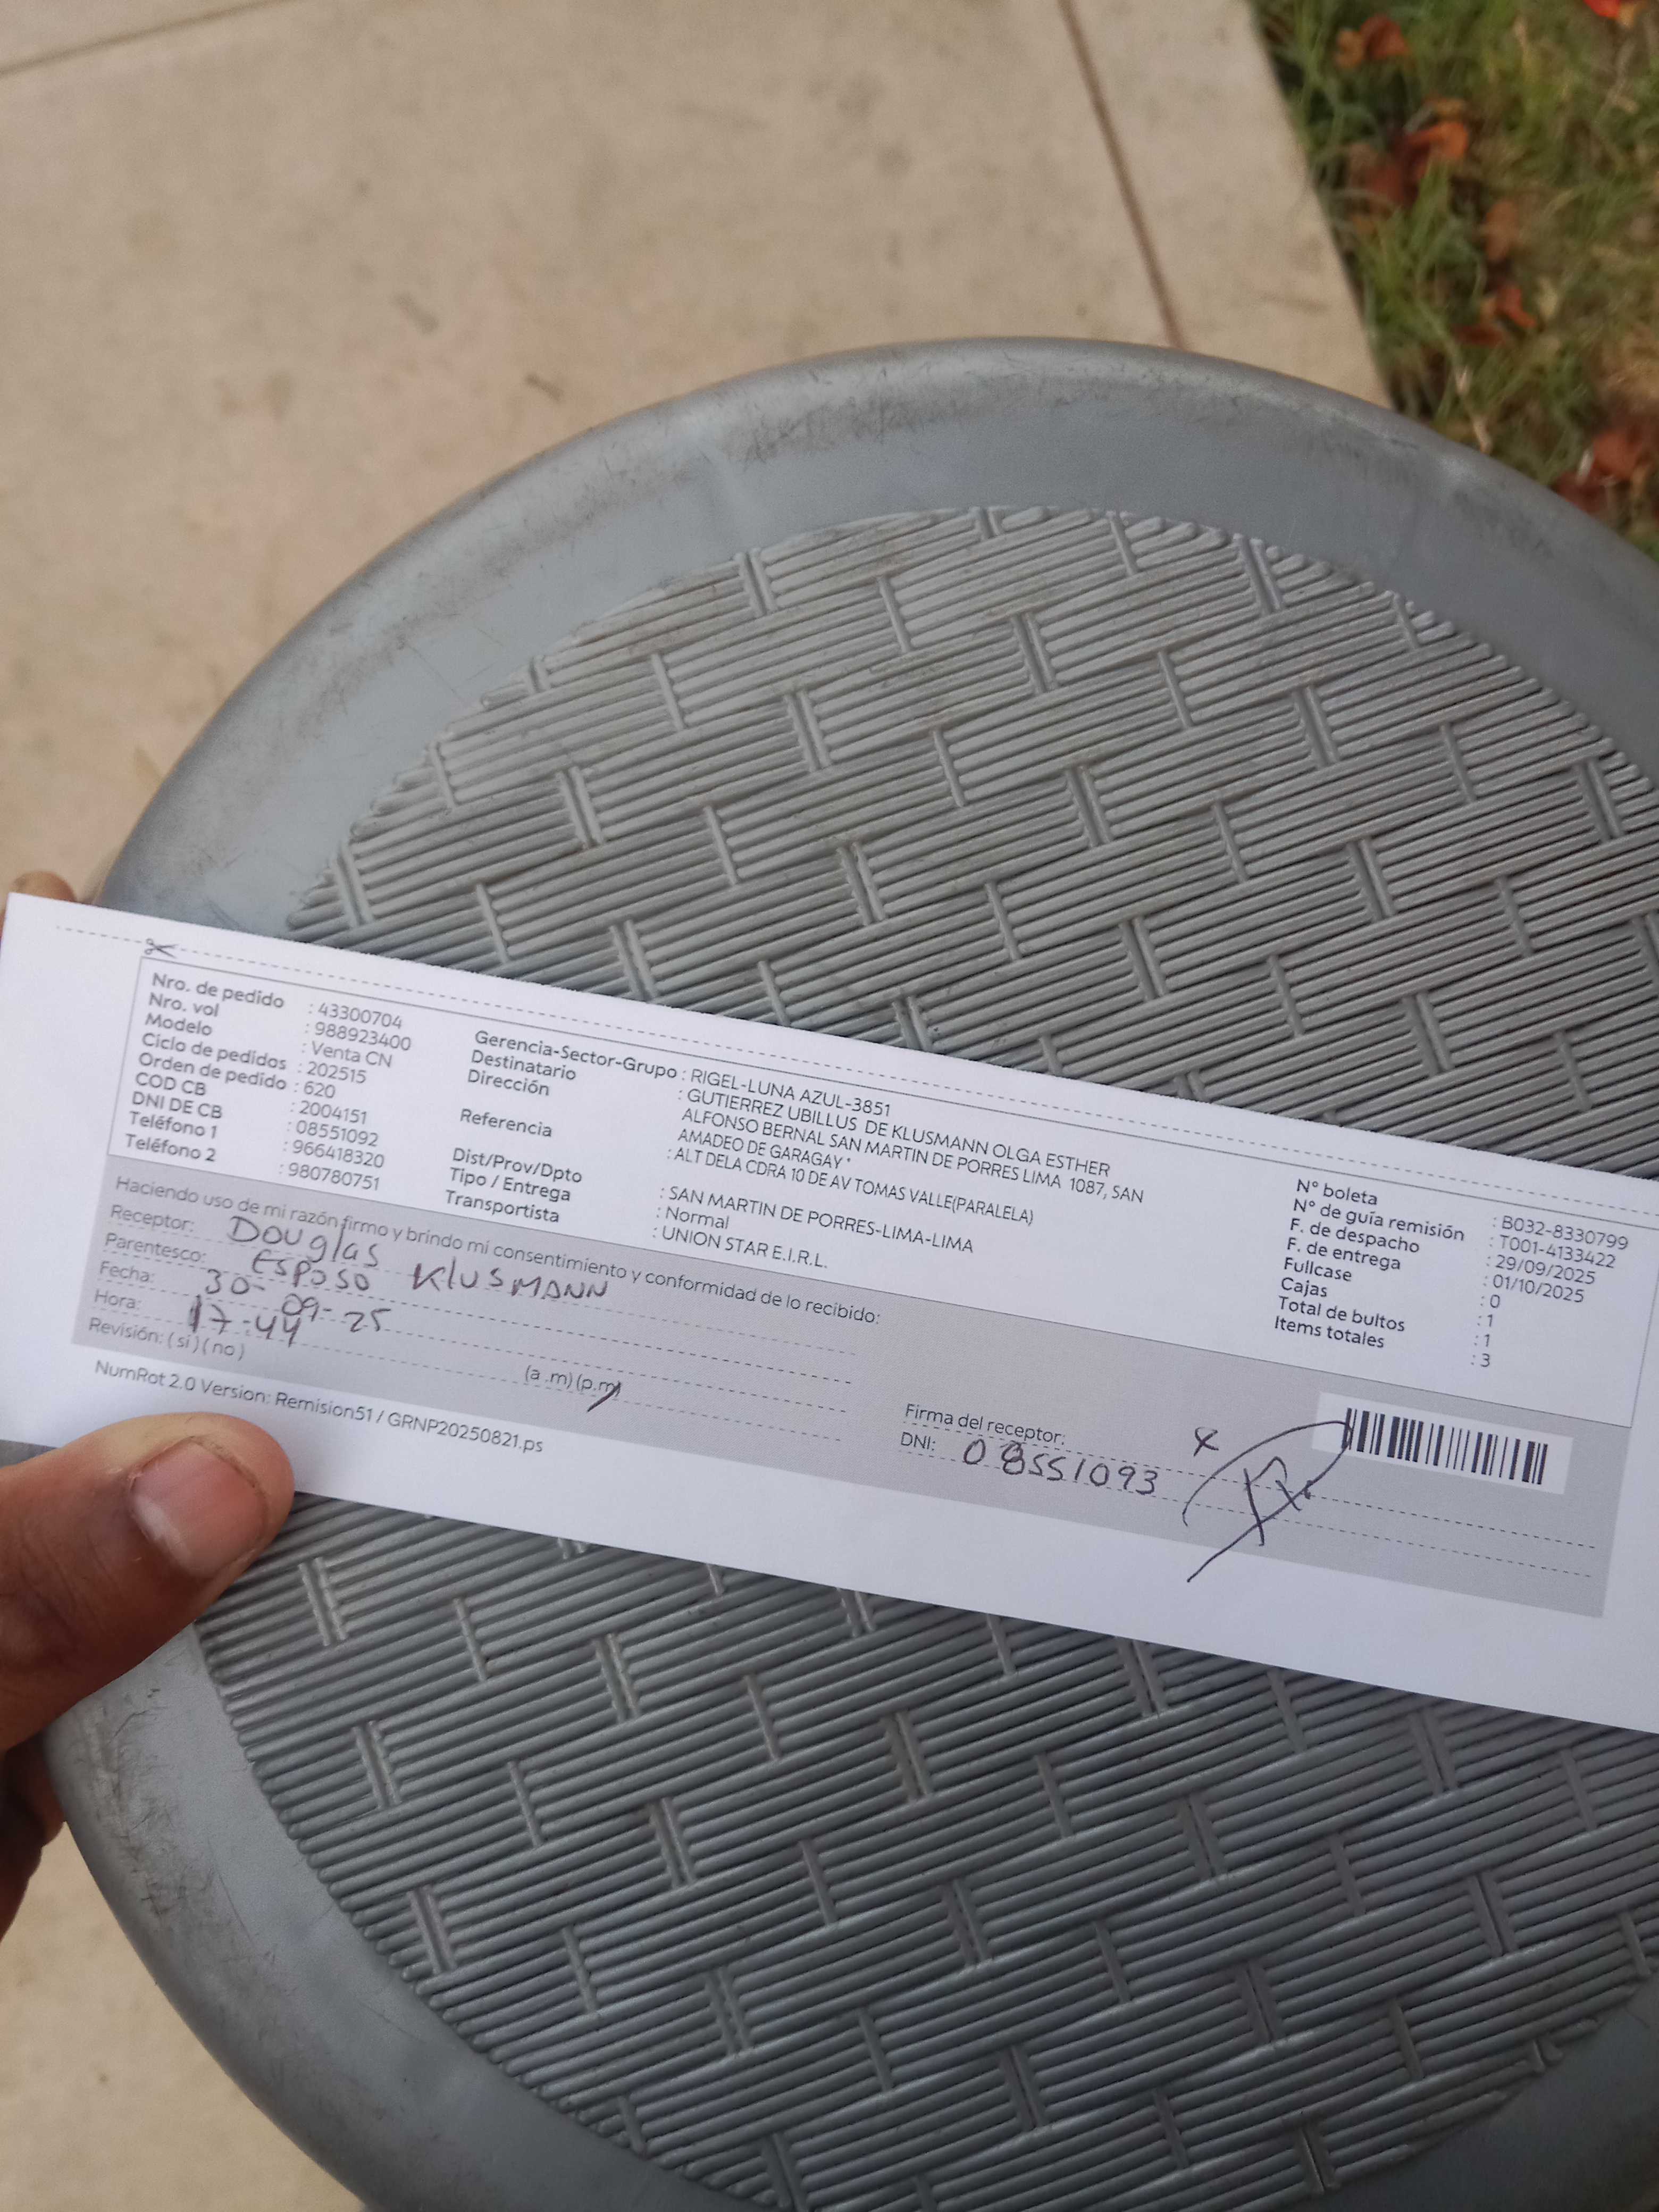 Nro. de pedido : 43300704
Nro. vol : 988923400
Modelo : Venta CN
Ciclo de pedidos : 202515
Orden de pedido : 620
COD CB : 2004151
DNI DE CB : 08551092
Teléfono 1 : 966418320
Teléfono 2 : 980780751
Gerencia-Sector-Grupo : RIGEL-LUNA AZUL-3851
Destinatario : GUTIERREZ UBILLUS DE KLUSMANN OLGA ESTHER
Dirección ALFONSO BERNAL SAN MARTIN DE PORRES LIMA 1087, SAN
AMADEO DE GARAGAY *
Referencia : ALT DELA CDRA 10 DE AV TOMAS VALLE(PARALELA)
Dist/Prov/Dpto : SAN MARTIN DE PORRES-LIMA-LIMA
Tipo / Entrega : Normal
Transportista : UNION STAR E.I.R.L.
N° boleta : B032-8330799
N° de guía remisión : T001-4133422
F. de despacho : 29/09/2025
F. de entrega : 01/10/2025
Fullcase : 0
Cajas : 1
Total de bultos : 1
Items totales : 3
Haciendo uso de mi razón firmo y brindo mi consentimiento y conformidad de lo recibido:
Receptor: Douglas Klusmann
Parentesco: Esposo
Fecha: 30-09-25
Hora: 17:44 (a .m) (p.m)
Revisión: ( si ) ( no )
Firma del receptor:
DNI: 08551093
x
NumRot 2.0 Version: Remision51 / GRNP20250821.ps